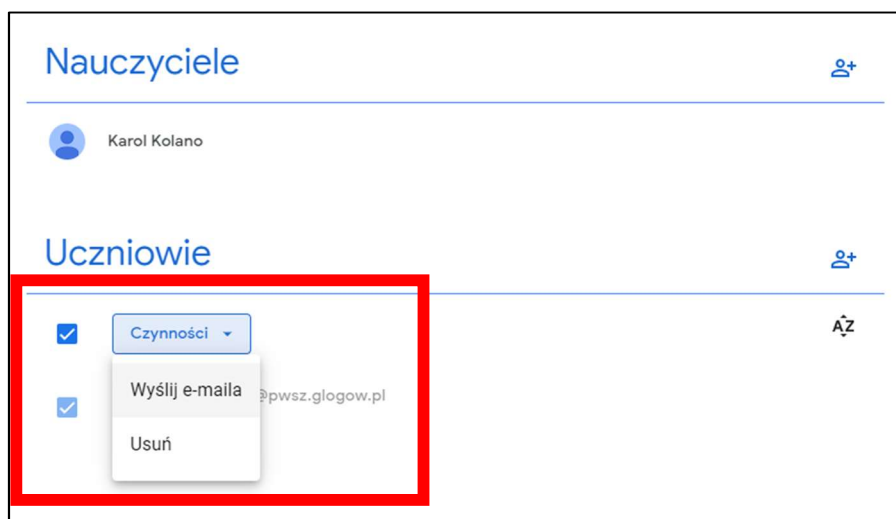 Nauczyciele
Karol Kolano
Uczniowie
Czynności
AZ
Wyślij e-maila
@pwsz.glogow.pl
Usuń